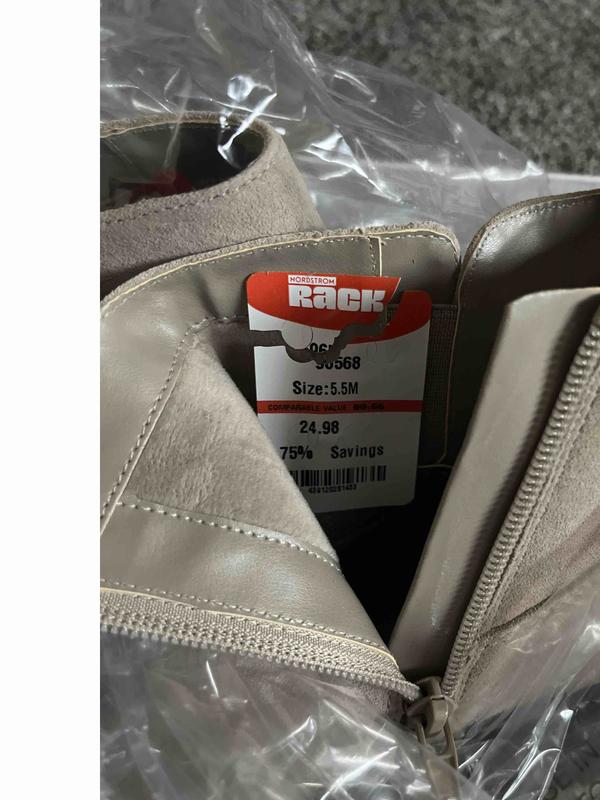 NORDSTROM
Rack
90568
Size:5.5M
COMPARABLE VALUE
24.98
75% Savings